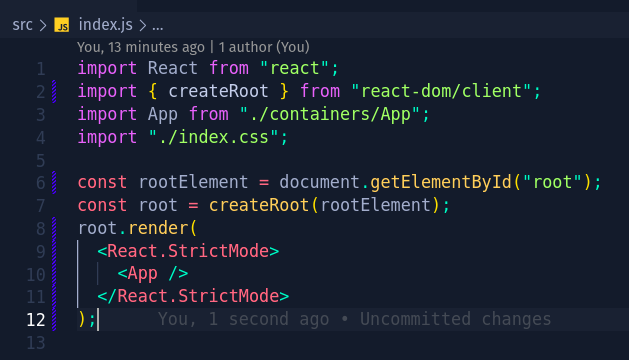 src > JS index.js > ...
You, 13 minutes ago | 1 author (You)
1 import React from "react";
2 import { createRoot } from "react-dom/client";
3 import App from "./containers/App";
4 import "./index.css";
5
6 const rootElement = document.getElementById("root");
7 const root = createRoot(rootElement);
8 root.render(
9 <React.StrictMode>
10 <App />
11 </React.StrictMode>
12 ); You, 1 second ago • Uncommitted changes
13